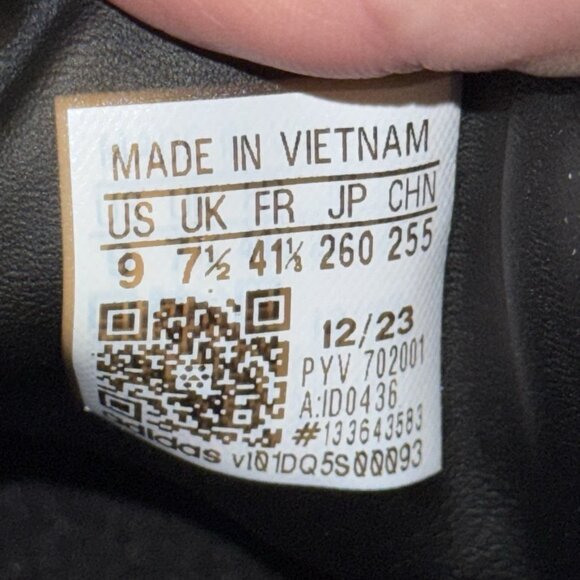 MADE IN VIETNAM
US UK FR JP CHN
9 7½ 41⅓ 260 255
12/23
PYV 702001
A:ID0436
#133643583
adidas vI01DQ5S00093